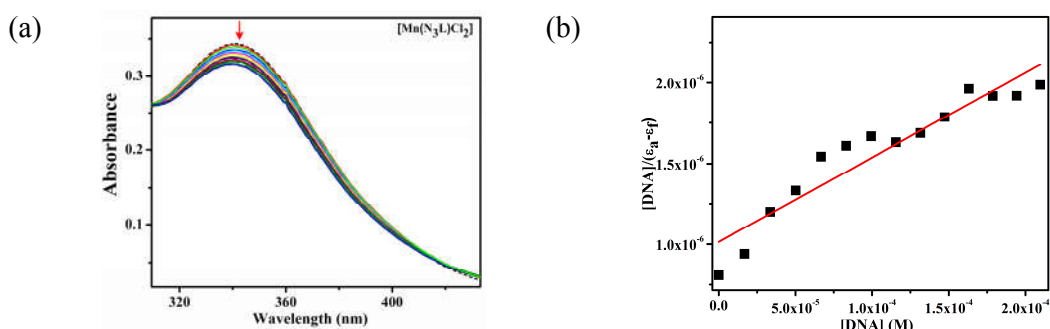 (a)
[Mn(N₃L)Cl₂]
Absorbance
0.3
0.2
0.1
320
360
400
Wavelength (nm)
(b)
[DNA]/(εₐ-ε_f)
2.0x10⁻⁶
1.5x10⁻⁶
1.0x10⁻⁶
0.0
5.0x10⁻⁵
1.0x10⁻⁴
1.5x10⁻⁴
2.0x10⁻⁴
[DNA] (M)